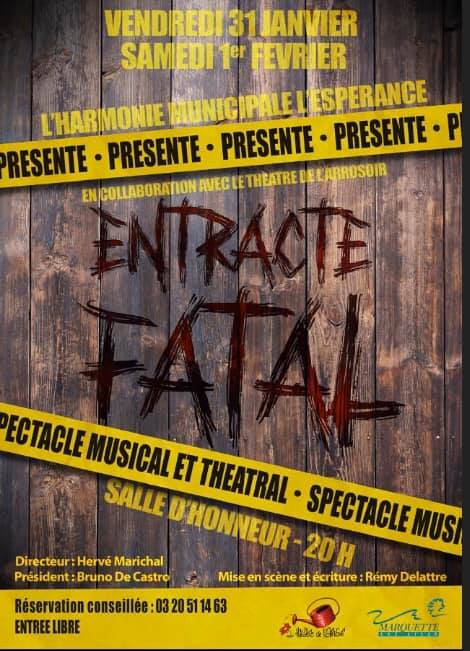 VENDREDI 31 JANVIER
SAMEDI 1er FEVRIER
L'HARMONIE MUNICIPALE L'ESPERANCE
PRESENTE • PRESENTE • PRESENTE • PRESENTE • P
EN COLLABORATION AVEC LE THEATRE DE L'ARROSOIR
ENTRACTE
FATAL
SPECTACLE MUSICAL ET THEATRAL • SPECTACLE MUSI
SALLE D'HONNEUR - 20 H
Directeur : Hervé Marichal
Président : Bruno De Castro
Mise en scène et écriture : Rémy Delattre
Réservation conseillée : 03 20 51 14 63
ENTREE LIBRE
MARQUETTE